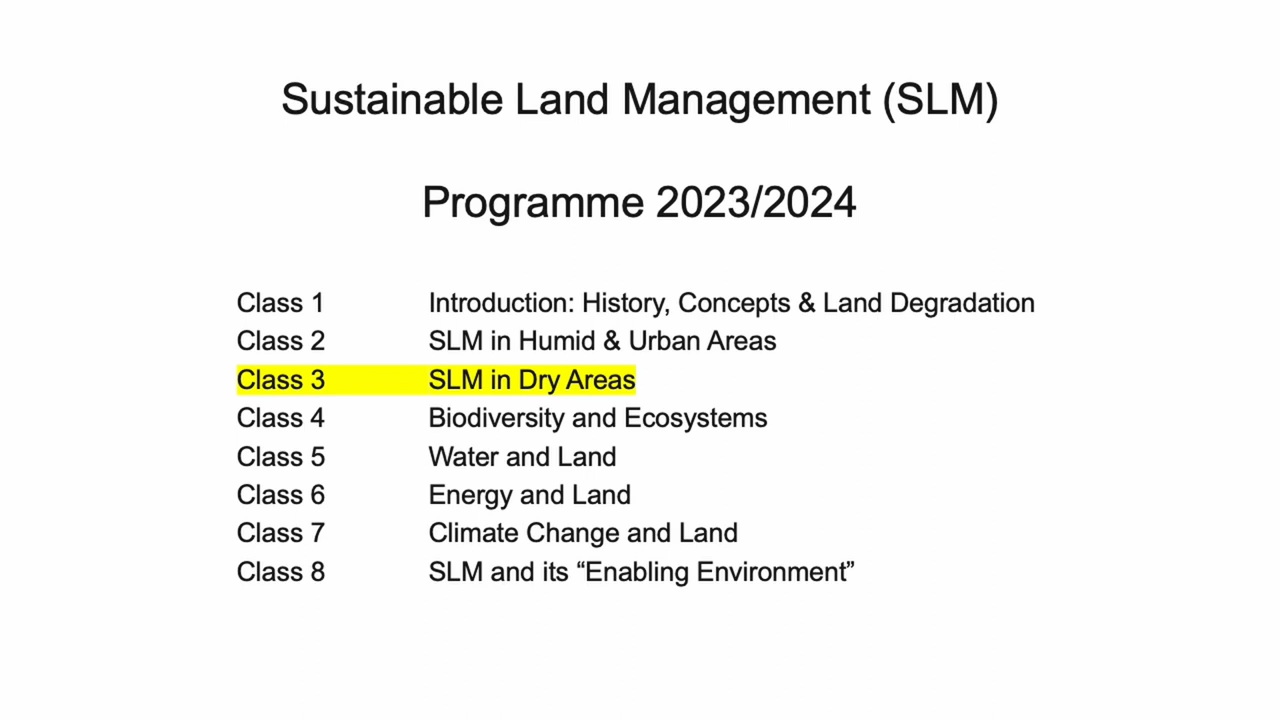 Sustainable Land Management (SLM)
Programme 2023/2024
Class 1 Introduction: History, Concepts & Land Degradation
Class 2 SLM in Humid & Urban Areas
Class 3 SLM in Dry Areas
Class 4 Biodiversity and Ecosystems
Class 5 Water and Land
Class 6 Energy and Land
Class 7 Climate Change and Land
Class 8 SLM and its “Enabling Environment”